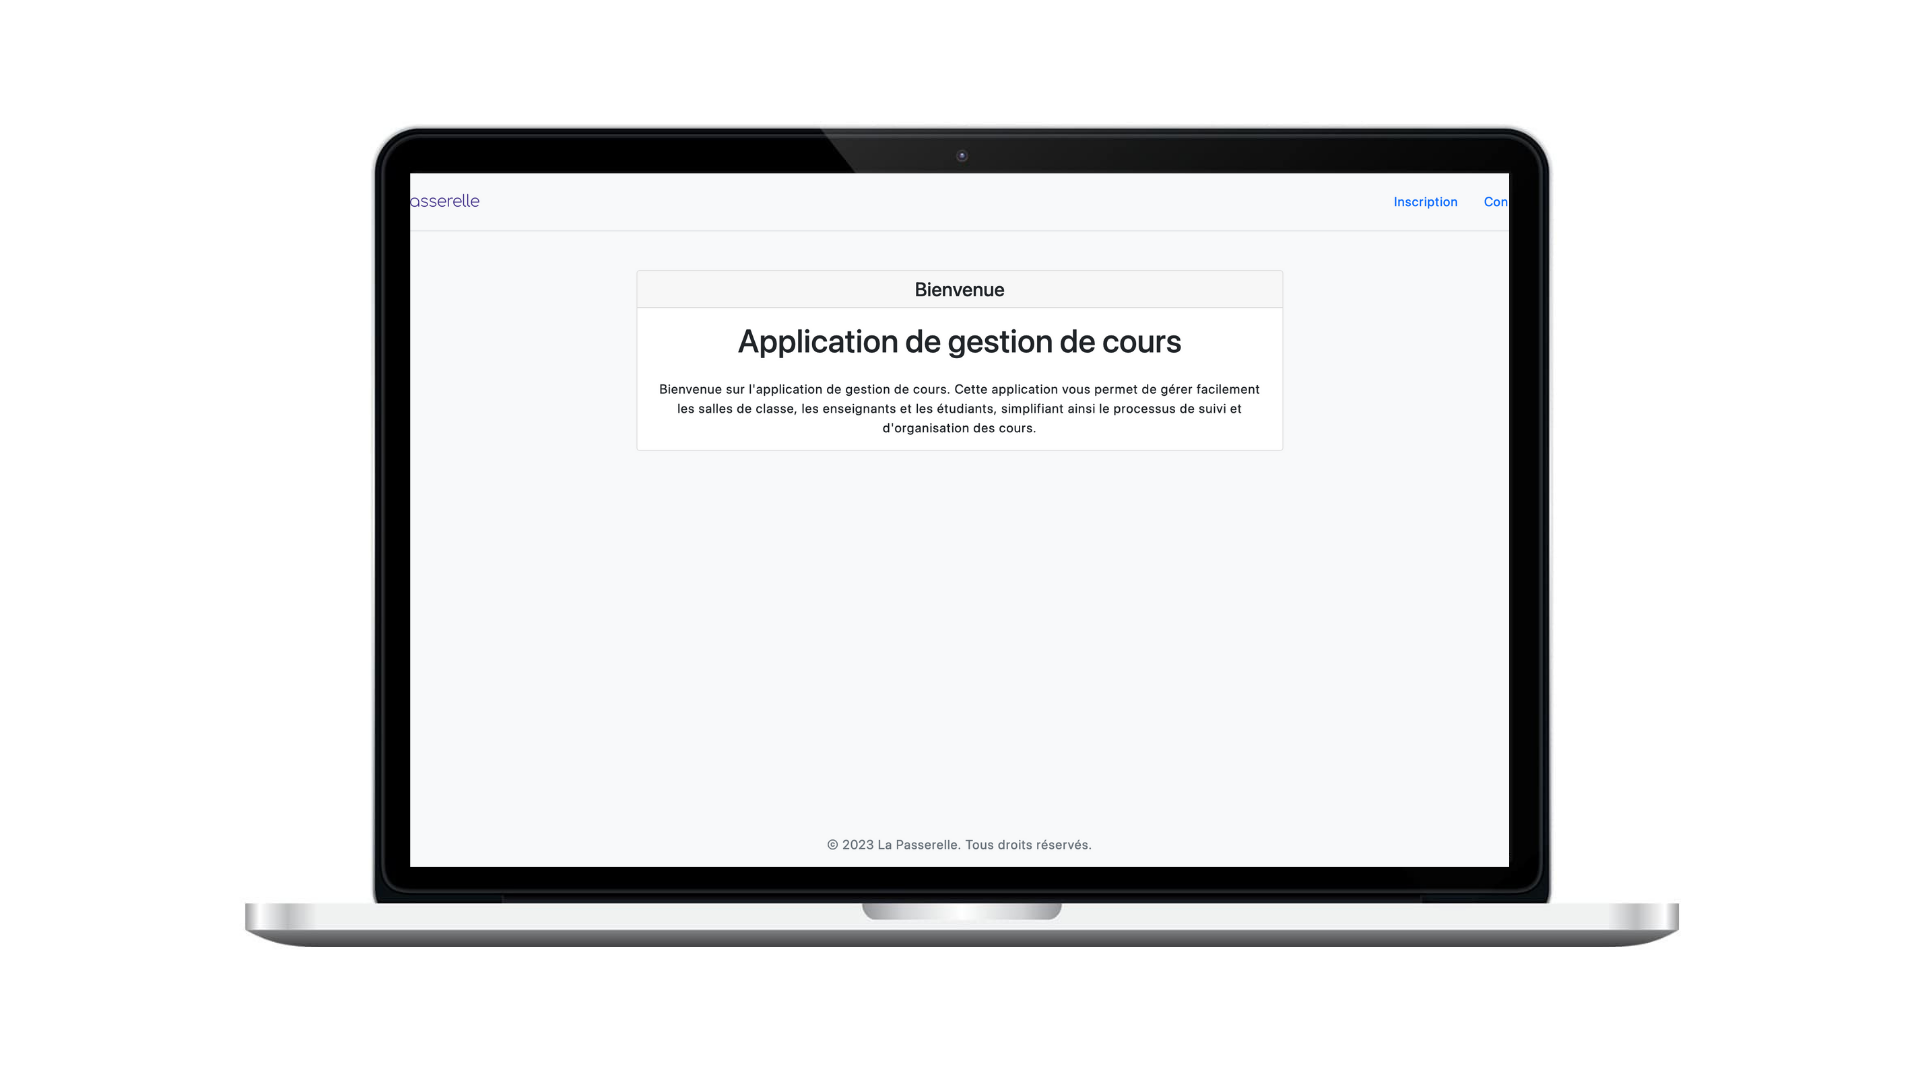 asserelle
Inscription
Con
Bienvenue
Application de gestion de cours
Bienvenue sur l'application de gestion de cours. Cette application vous permet de gérer facilement
les salles de classe, les enseignants et les étudiants, simplifiant ainsi le processus de suivi et
d'organisation des cours.
© 2023 La Passerelle. Tous droits réservés.